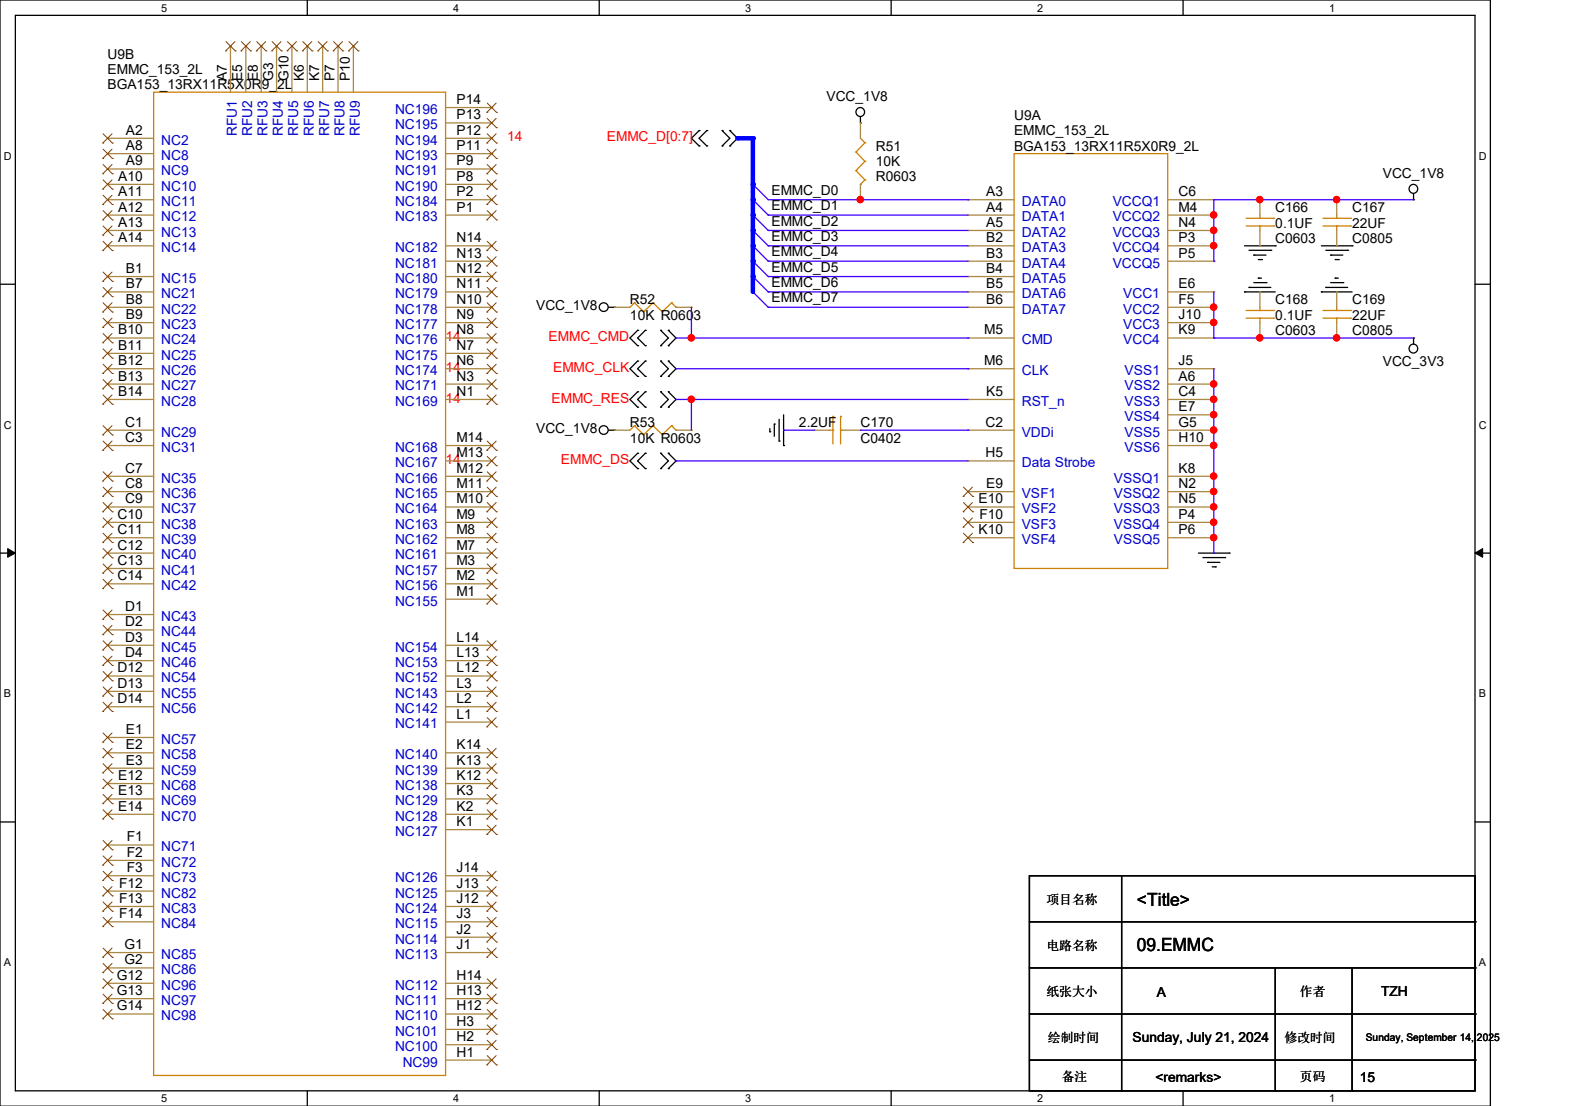 5 4 3 2 1
U9B
EMMC_153_2L
BGA153_13RX11R5X0R9_2L
A7 E5 E8 G3 G10 K6 K7 P7 P10
RFU1 RFU2 RFU3 RFU4 RFU5 RFU6 RFU7 RFU8 RFU9
A2 NC2
A8 NC8
A9 NC9
A10 NC10
A11 NC11
A12 NC12
A13 NC13
A14 NC14
B1 NC15
B7 NC21
B8 NC22
B9 NC23
B10 NC24
B11 NC25
B12 NC26
B13 NC27
B14 NC28
C1 NC29
C3 NC31
C7 NC35
C8 NC36
C9 NC37
C10 NC38
C11 NC39
C12 NC40
C13 NC41
C14 NC42
D1 NC43
D2 NC44
D3 NC45
D4 NC46
D12 NC54
D13 NC55
D14 NC56
E1 NC57
E2 NC58
E3 NC59
E12 NC68
E13 NC69
E14 NC70
F1 NC71
F2 NC72
F3 NC73
F12 NC82
F13 NC83
F14 NC84
G1 NC85
G2 NC86
G12 NC96
G13 NC97
G14 NC98
NC196 P14
NC195 P13
NC194 P12
NC193 P11
NC191 P9
NC190 P8
NC184 P2
NC183 P1
NC182 N14
NC181 N13
NC180 N12
NC179 N11
NC178 N10
NC177 N9
NC176 N8
NC175 N7
NC174 N6
NC171 N3
NC169 N1
NC168 M14
NC167 M13
NC166 M12
NC165 M11
NC164 M10
NC163 M9
NC162 M8
NC161 M7
NC157 M3
NC156 M2
NC155 M1
NC154 L14
NC153 L13
NC152 L12
NC143 L3
NC142 L2
NC141 L1
NC140 K14
NC139 K13
NC138 K12
NC129 K3
NC128 K2
NC127 K1
NC126 J14
NC125 J13
NC124 J12
NC115 J3
NC114 J2
NC113 J1
NC112 H14
NC111 H13
NC110 H12
NC101 H3
NC100 H2
NC99 H1
14 EMMC_D[0:7]
VCC_1V8
R51
10K
R0603
EMMC_D0
EMMC_D1
EMMC_D2
EMMC_D3
EMMC_D4
EMMC_D5
EMMC_D6
EMMC_D7
VCC_1V8 R52
10K R0603
14 EMMC_CMD
14 EMMC_CLK
14 EMMC_RES
VCC_1V8 R53
10K R0603
2.2UF C170
C0402
14 EMMC_DS
U9A
EMMC_153_2L
BGA153_13RX11R5X0R9_2L
A3 DATA0
A4 DATA1
A5 DATA2
B2 DATA3
B3 DATA4
B4 DATA5
B5 DATA6
B6 DATA7
M5 CMD
M6 CLK
K5 RST_n
C2 VDDi
H5 Data Strobe
E9 VSF1
E10 VSF2
F10 VSF3
K10 VSF4
VCCQ1 C6
VCCQ2 M4
VCCQ3 N4
VCCQ4 P3
VCCQ5 P5
VCC1 E6
VCC2 F5
VCC3 J10
VCC4 K9
VSS1 J5
VSS2 A6
VSS3 C4
VSS4 E7
VSS5 G5
VSS6 H10
VSSQ1 K8
VSSQ2 N2
VSSQ3 N5
VSSQ4 P4
VSSQ5 P6
VCC_1V8
C166
0.1UF
C0603
C167
22UF
C0805
C168
0.1UF
C0603
C169
22UF
C0805
VCC_3V3
D D
C C
B B
A A
项目名称 <Title>
电路名称 09.EMMC
纸张大小 A 作者 TZH
绘制时间 Sunday, July 21, 2024 修改时间 Sunday, September 14, 2025
备注 <remarks> 页码 15
5 4 3 2 1